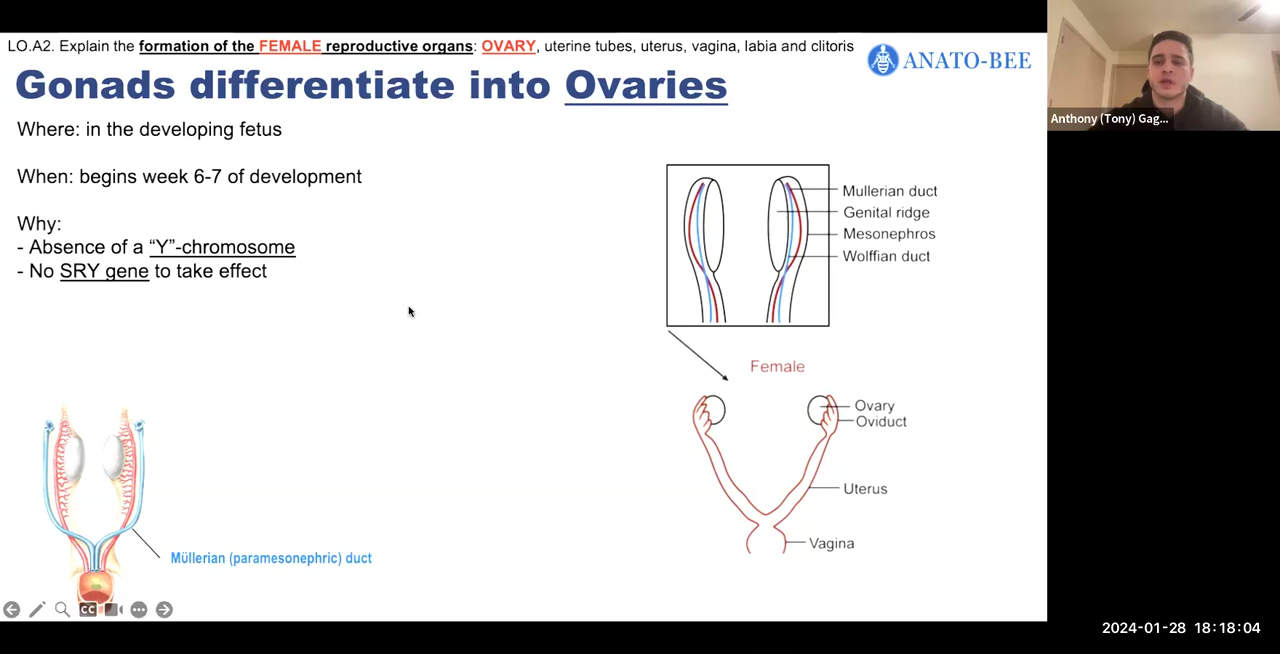 LO.A2. Explain the formation of the FEMALE reproductive organs: OVARY, uterine tubes, uterus, vagina, labia and clitoris
ANATO-BEE
Gonads differentiate into Ovaries
Anthony (Tony) Gag...
Where: in the developing fetus
When: begins week 6-7 of development
Why:
- Absence of a “Y”-chromosome
- No SRY gene to take effect
Mullerian duct
Genital ridge
Mesonephros
Wolffian duct
Female
Ovary
Oviduct
Uterus
Vagina
Müllerian (paramesonephric) duct
CC
2024-01-28 18:18:04